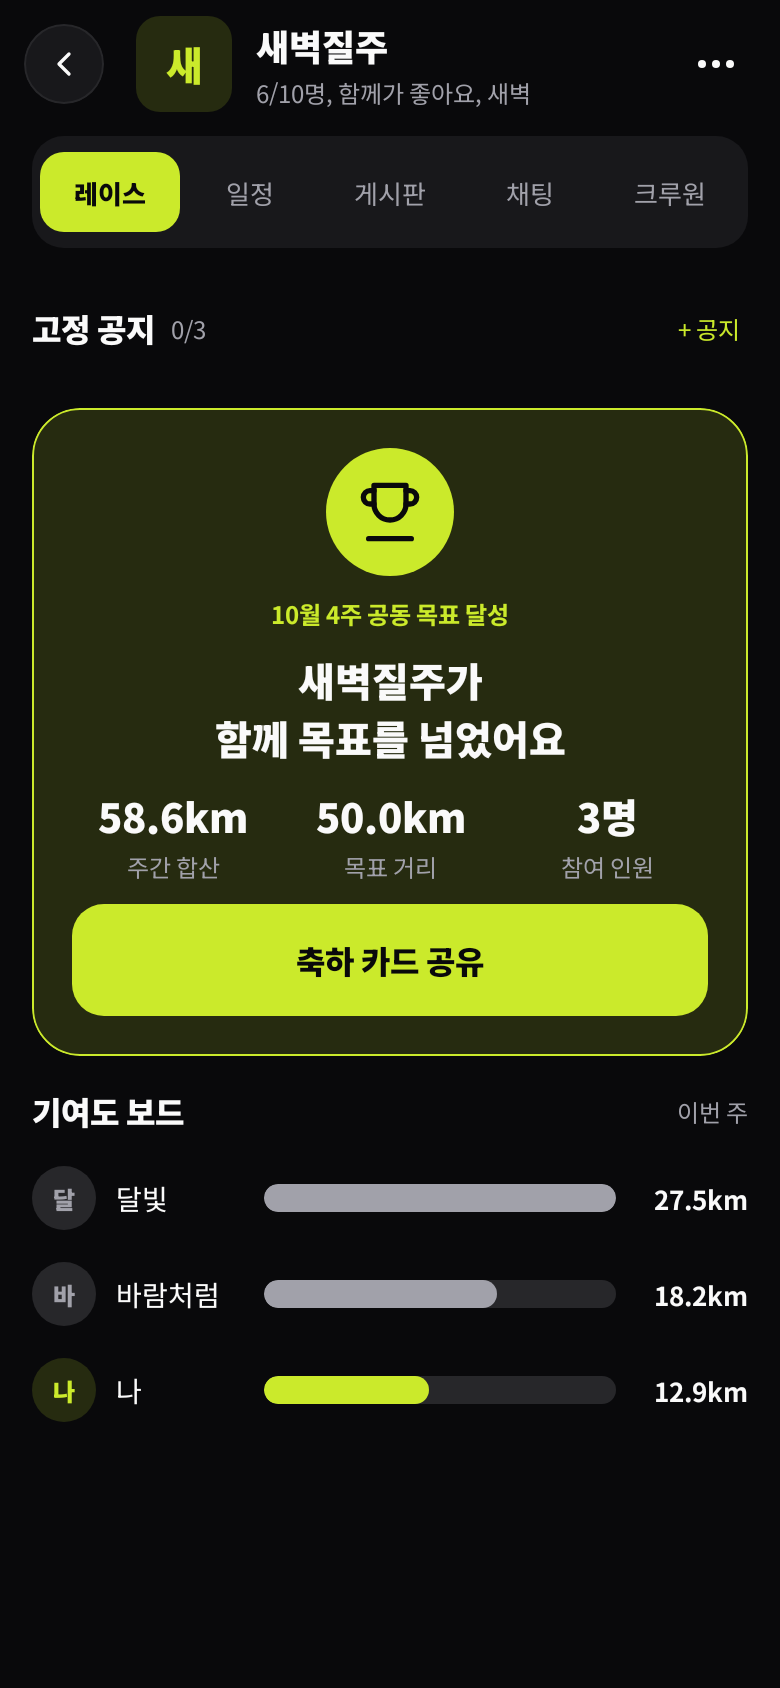 새
새벽질주
6/10명, 함께가 좋아요, 새벽
레이스 일정 게시판 채팅 크루원
고정 공지 0/3 + 공지
10월 4주 공동 목표 달성
새벽질주가
함께 목표를 넘었어요
58.6km 50.0km 3명
주간 합산 목표 거리 참여 인원
축하 카드 공유
기여도 보드 이번 주
달 달빛 27.5km
바 바람처럼 18.2km
나 나 12.9km